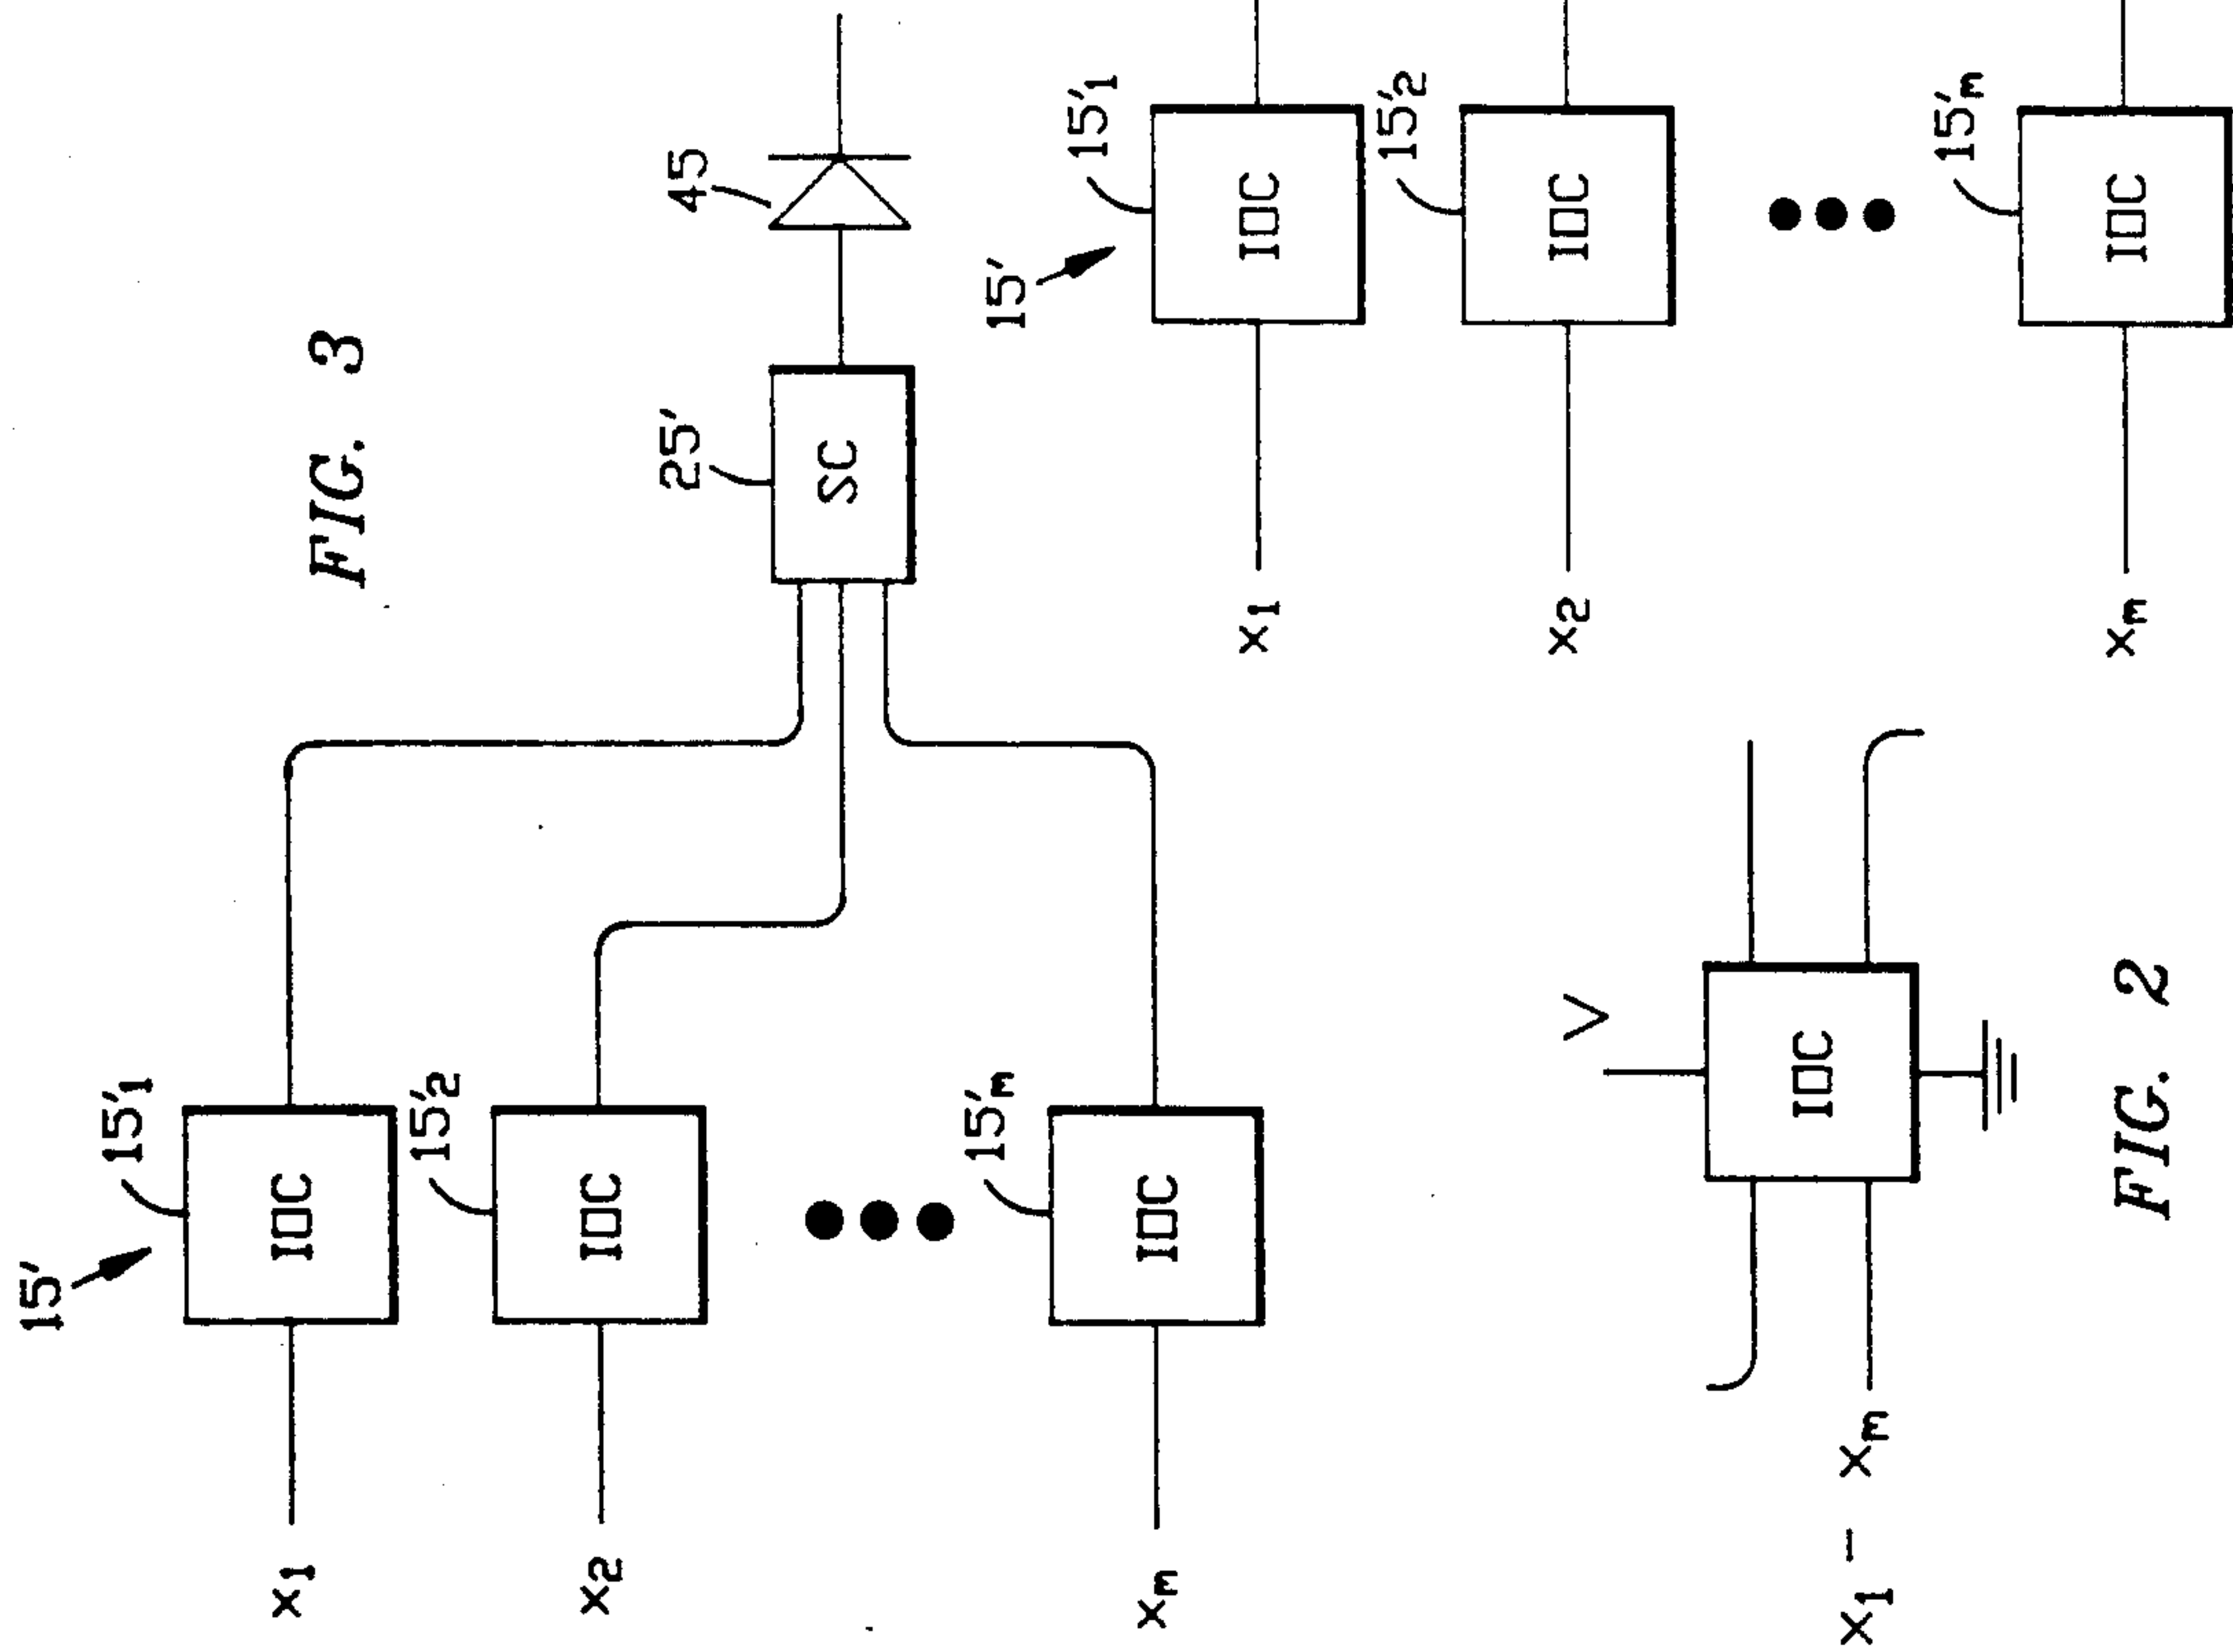 15'
15'1
x1 IOC
FIG. 3
15'2
x2 IOC
25'
45
SC
15'm
xm IOC
15'
15'1
x1 IOC
15'2
x2 IOC
V
x1 - xm IOC
15'm
xm IOC
FIG. 2